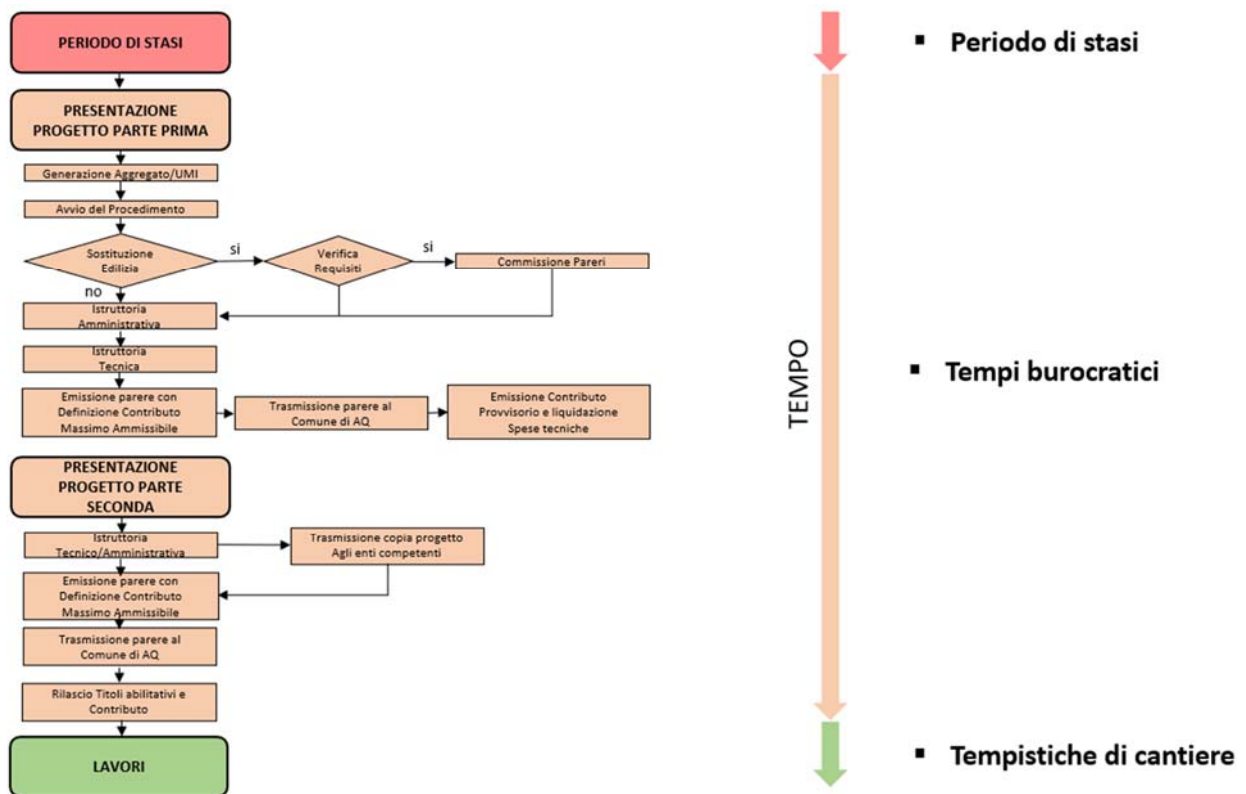 PERIODO DI STASI
PRESENTAZIONE
PROGETTO PARTE PRIMA
Generazione Aggregato/UMI
Avvio del Procedimento
Sostituzione
Edilizia
si
Verifica
Requisiti
si
Commissione Pareri
no
Istruttoria
Amministrativa
Istruttoria
Tecnica
Emissione parere con
Definizione Contributo
Massimo Ammissibile
Trasmissione parere al
Comune di AQ
Emissione Contributo
Provvisorio e liquidazione
Spese tecniche
PRESENTAZIONE
PROGETTO PARTE
SECONDA
Istruttoria
Tecnico/Amministrativa
Trasmissione copia progetto
Agli enti competenti
Emissione parere con
Definizione Contributo
Massimo Ammissibile
Trasmissione parere al
Comune di AQ
Rilascio Titoli abilitativi e
Contributo
LAVORI
TEMPO
▪ Periodo di stasi
▪ Tempi burocratici
▪ Tempistiche di cantiere